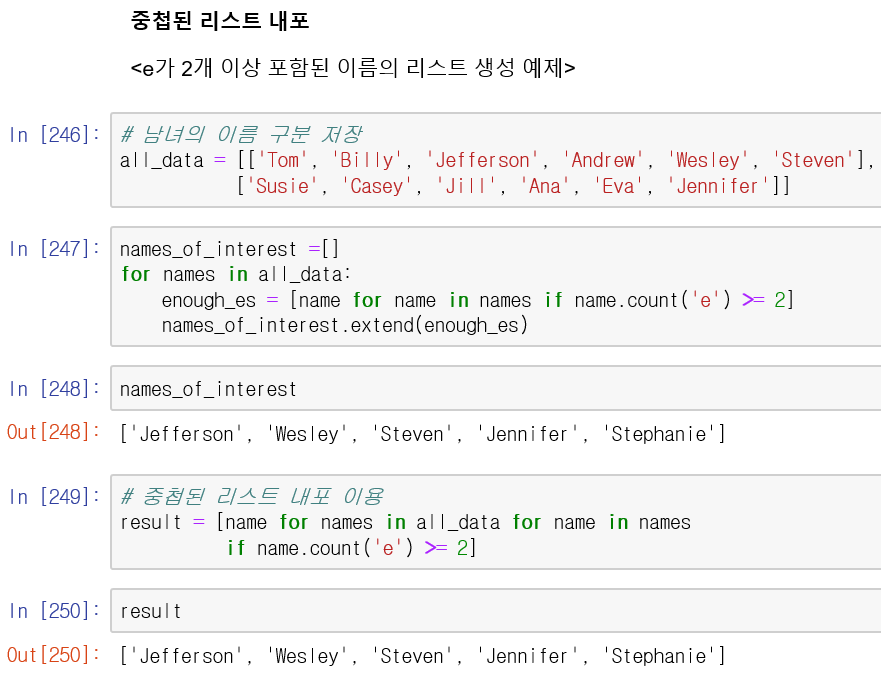 중첩된 리스트 내포
<e가 2개 이상 포함된 이름의 리스트 생성 예제>
In [246]: # 남녀의 이름 구분 저장
all_data = [['Tom', 'Billy', 'Jefferson', 'Andrew', 'Wesley', 'Steven'],
['Susie', 'Casey', 'Jill', 'Ana', 'Eva', 'Jennifer']]
In [247]: names_of_interest =[]
for names in all_data:
enough_es = [name for name in names if name.count('e') >= 2]
names_of_interest.extend(enough_es)
In [248]: names_of_interest
Out[248]: ['Jefferson', 'Wesley', 'Steven', 'Jennifer', 'Stephanie']
In [249]: # 중첩된 리스트 내포 이용
result = [name for names in all_data for name in names
if name.count('e') >= 2]
In [250]: result
Out[250]: ['Jefferson', 'Wesley', 'Steven', 'Jennifer', 'Stephanie']